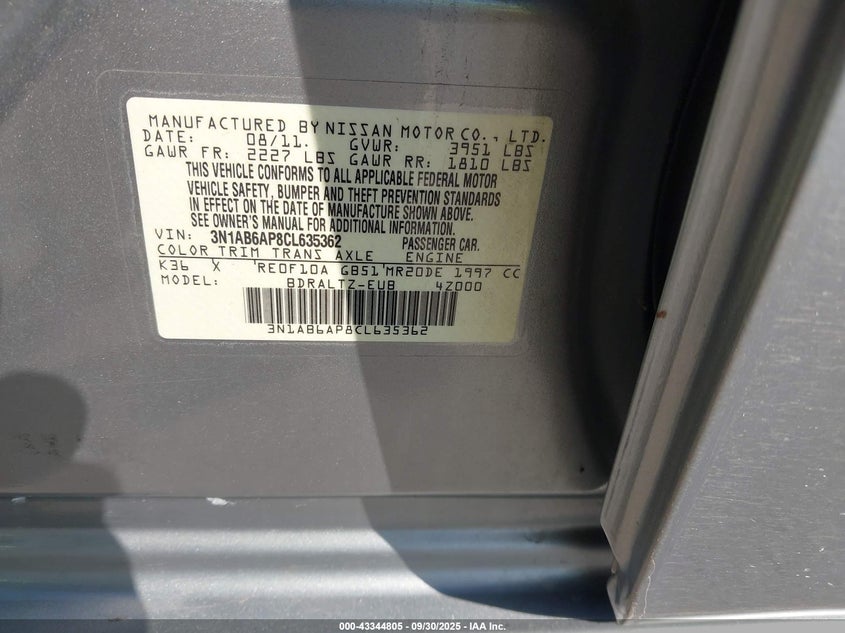 MANUFACTURED BY NISSAN MOTOR CO., LTD.
DATE: 08/11. GVWR: 3951 LBS
GAWR FR: 2227 LBS GAWR RR: 1810 LBS
THIS VEHICLE CONFORMS TO ALL APPLICABLE FEDERAL MOTOR
VEHICLE SAFETY, BUMPER AND THEFT PREVENTION STANDARDS
IN EFFECT ON THE DATE OF MANUFACTURE SHOWN ABOVE.
SEE OWNER'S MANUAL FOR ADDITIONAL INFORMATION.
VIN: 3N1AB6AP8CL635362 PASSENGER CAR.
COLOR TRIM TRANS AXLE ENGINE
K36 X RE0F10A GB51 MR20DE 1997 CC
MODEL: BDRALTZ-EUB 4Z000
3N1AB6AP8CL635362
000-43344805 - 09/30/2025 - IAA Inc.